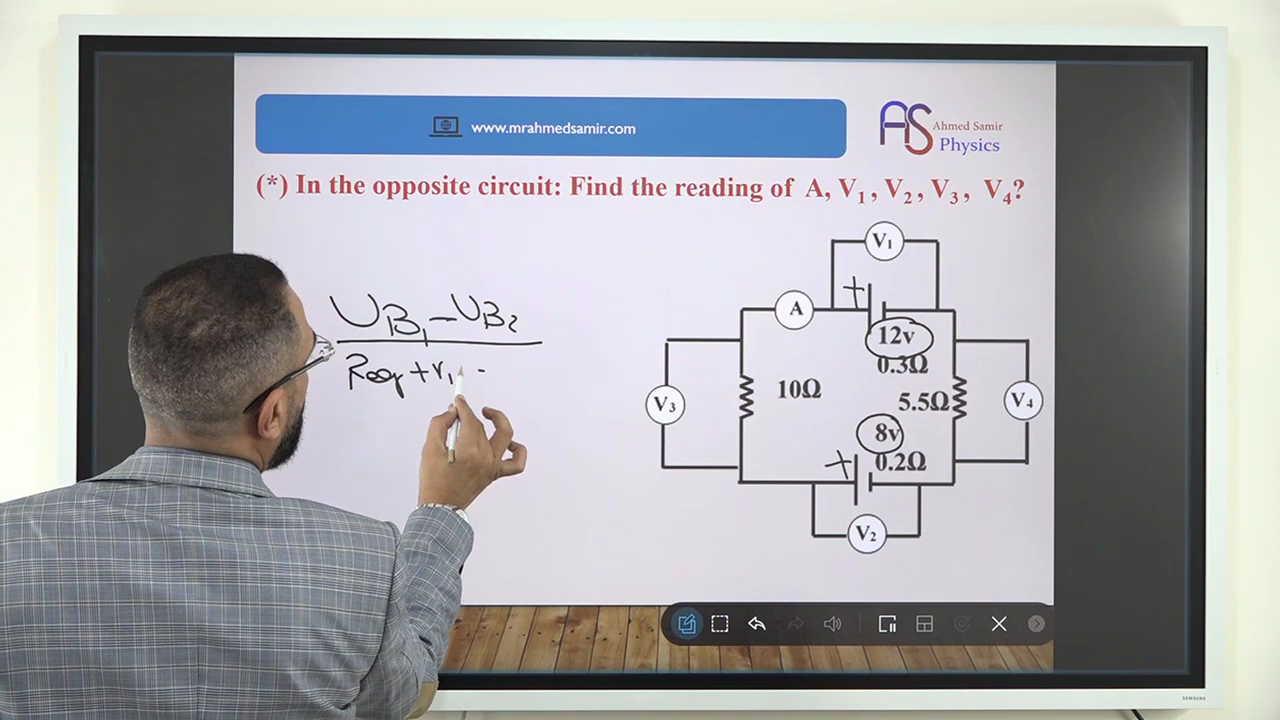 www.mrahmedsamir.com
AS
Ahmed Samir
Physics
(*) In the opposite circuit: Find the reading of A, V₁, V₂, V₃, V₄?
V₁
+
A
12v
0.3Ω
V₃
10Ω
5.5Ω
V₄
8v
+
0.2Ω
V₂
VB₁ - VB₂
Req + r₁ -
SAMSUNG